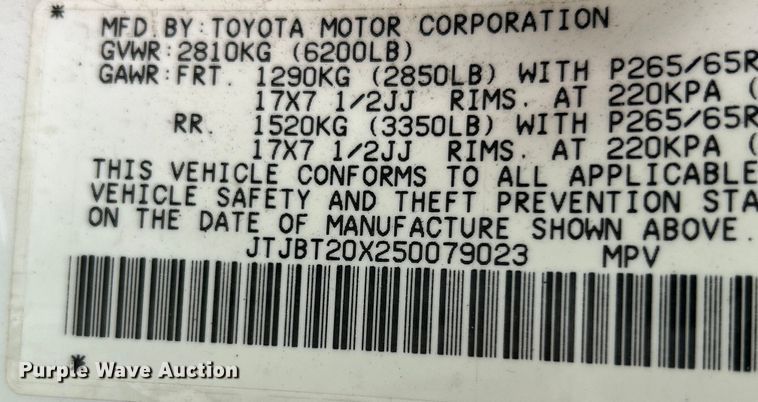 *
MFD.BY:TOYOTA MOTOR CORPORATION
GVWR:2810KG (6200LB)
GAWR:FRT. 1290KG (2850LB) WITH P265/65R
17X7 1/2JJ RIMS. AT 220KPA (
RR. 1520KG (3350LB) WITH P265/65R
17X7 1/2JJ RIMS. AT 220KPA (
THIS VEHICLE CONFORMS TO ALL APPLICABLE
VEHICLE SAFETY AND THEFT PREVENTION STA
ON THE DATE OF MANUFACTURE SHOWN ABOVE.
JTJBT20X250079023 MPV
*
Purple Wave Auction